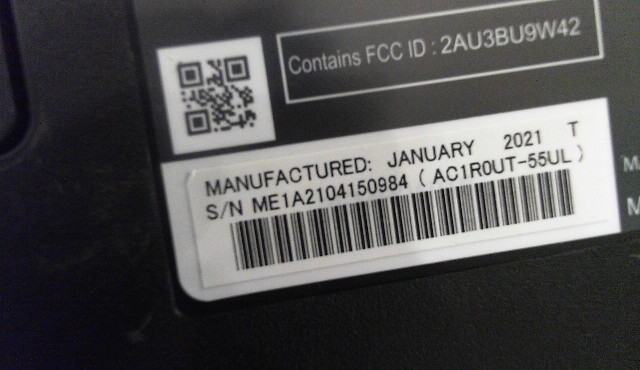 Contains FCC ID : 2AU3BU9W42
MANUFACTURED: JANUARY 2021 T
S/N ME1A2104150984 ( AC1R0UT-55UL )